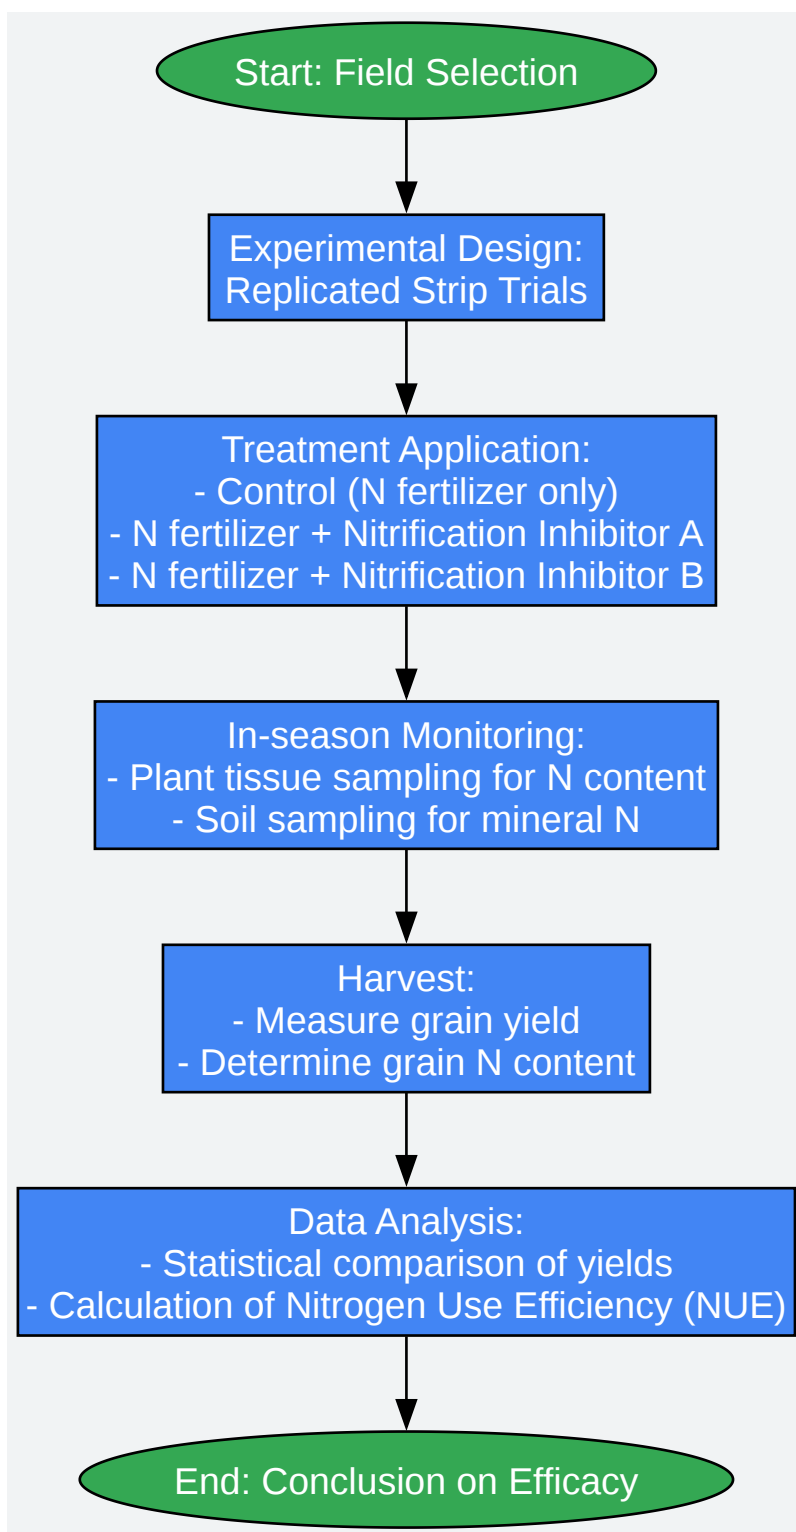 Start: Field Selection
Experimental Design:
Replicated Strip Trials
Treatment Application:
- Control (N fertilizer only)
- N fertilizer + Nitrification Inhibitor A
- N fertilizer + Nitrification Inhibitor B
In-season Monitoring:
- Plant tissue sampling for N content
- Soil sampling for mineral N
Harvest:
- Measure grain yield
- Determine grain N content
Data Analysis:
- Statistical comparison of yields
- Calculation of Nitrogen Use Efficiency (NUE)
End: Conclusion on Efficacy